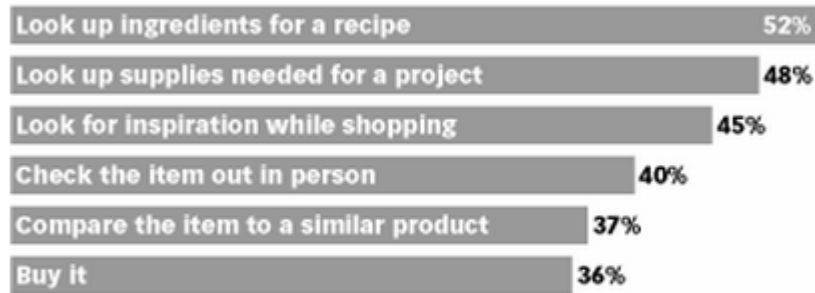 Look up ingredients for a recipe 52%
Look up supplies needed for a project 48%
Look for inspiration while shopping 45%
Check the item out in person 40%
Compare the item to a similar product 37%
Buy it 36%